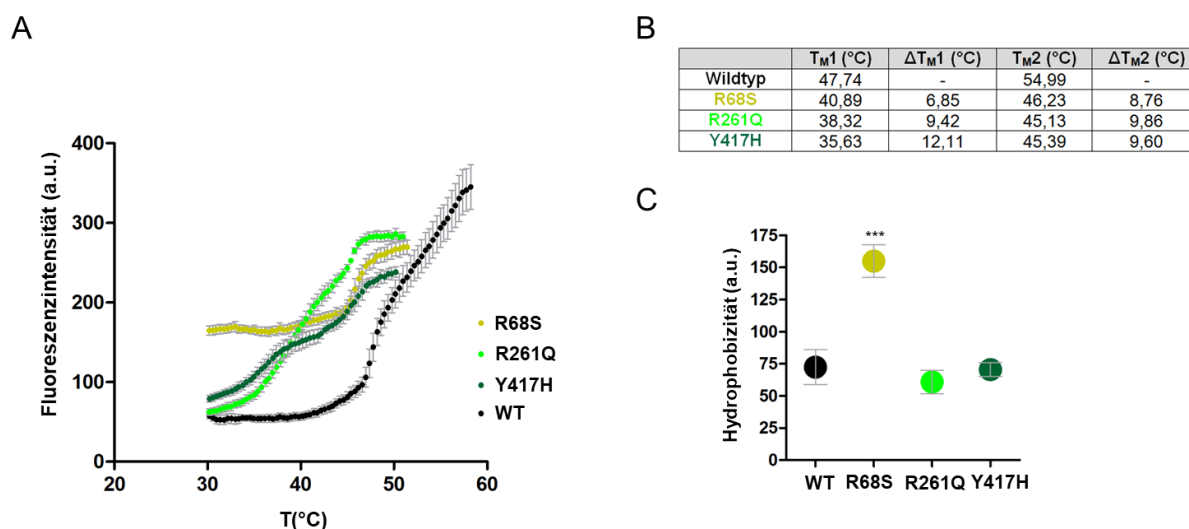 A
Fluoreszenzintensität (a.u.)
400
300
200
100
0
20
30
40
50
60
T(°C)
R68S
R261Q
Y417H
WT
B
TM1 (°C) ΔTM1 (°C) TM2 (°C) ΔTM2 (°C)
Wildtyp 47,74 - 54,99 -
R68S 40,89 6,85 46,23 8,76
R261Q 38,32 9,42 45,13 9,86
Y417H 35,63 12,11 45,39 9,60
C
Hydrophobizität (a.u.)
175
150
125
100
75
50
25
0
***
WT R68S R261Q Y417H